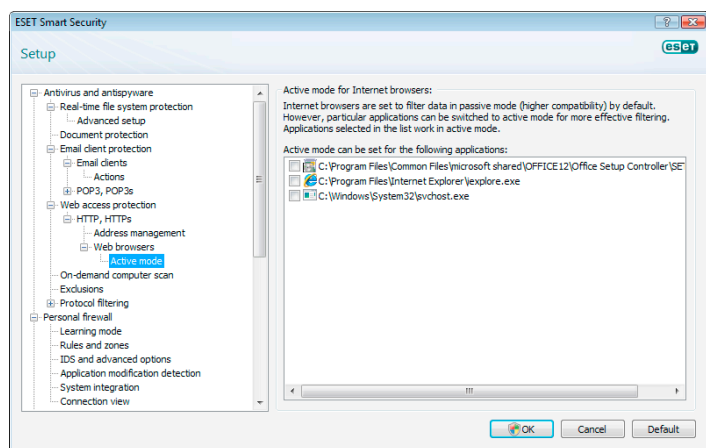 ESET Smart Security
Setup
eset
Antivirus and antispyware
Real-time file system protection
Advanced setup
Document protection
Email client protection
Email clients
Actions
POP3, POP3s
Web access protection
HTTP, HTTPs
Address management
Web browsers
Active mode
On-demand computer scan
Exclusions
Protocol filtering
Personal firewall
Learning mode
Rules and zones
IDS and advanced options
Application modification detection
System integration
Connection view
Active mode for Internet browsers:
Internet browsers are set to filter data in passive mode (higher compatibility) by default.
However, particular applications can be switched to active mode for more effective filtering.
Applications selected in the list work in active mode.
Active mode can be set for the following applications:
C:\Program Files\Common Files\microsoft shared\OFFICE12\Office Setup Controller\SE
C:\Program Files\Internet Explorer\iexplore.exe
C:\Windows\System32\svchost.exe
OK
Cancel
Default